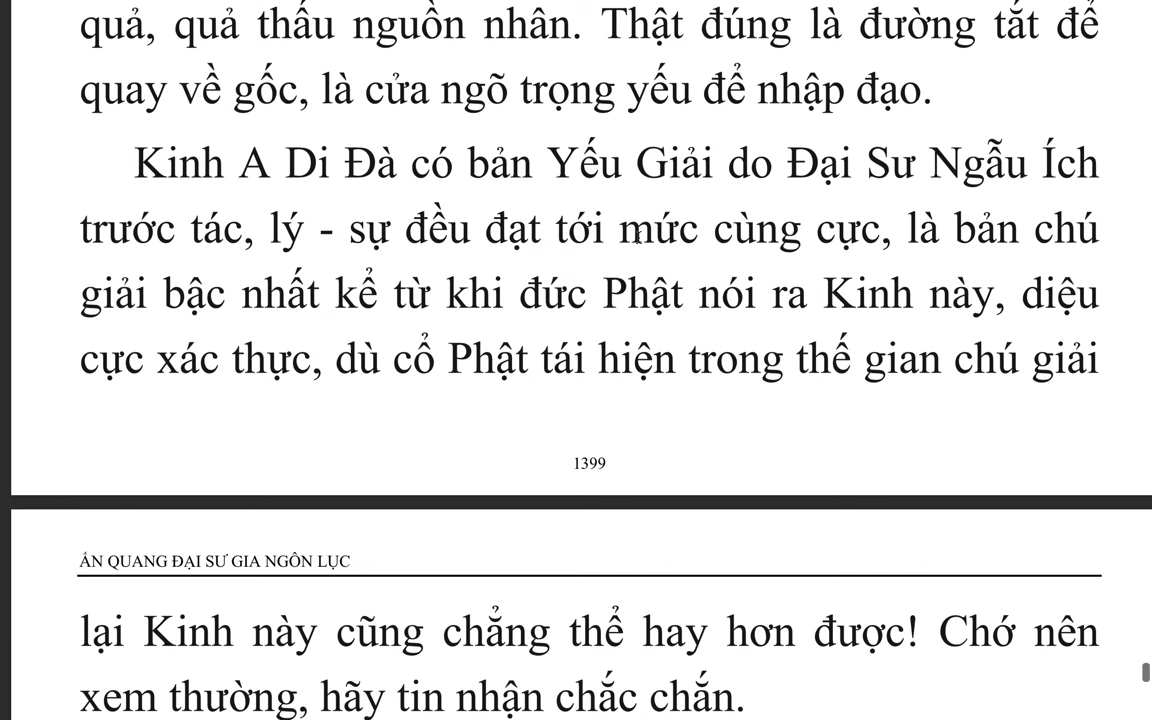 quả, quả thấu nguồn nhân. Thật đúng là đường tắt để
quay về gốc, là cửa ngõ trọng yếu để nhập đạo.
Kinh A Di Đà có bản Yếu Giải do Đại Sư Ngẫu Ích
trước tác, lý - sự đều đạt tới mức cùng cực, là bản chú
giải bậc nhất kể từ khi đức Phật nói ra Kinh này, diệu
cực xác thực, dù cổ Phật tái hiện trong thế gian chú giải
1399
ẤN QUANG ĐẠI SƯ GIA NGÔN LỤC
lại Kinh này cũng chẳng thể hay hơn được! Chớ nên
xem thường, hãy tin nhận chắc chắn.